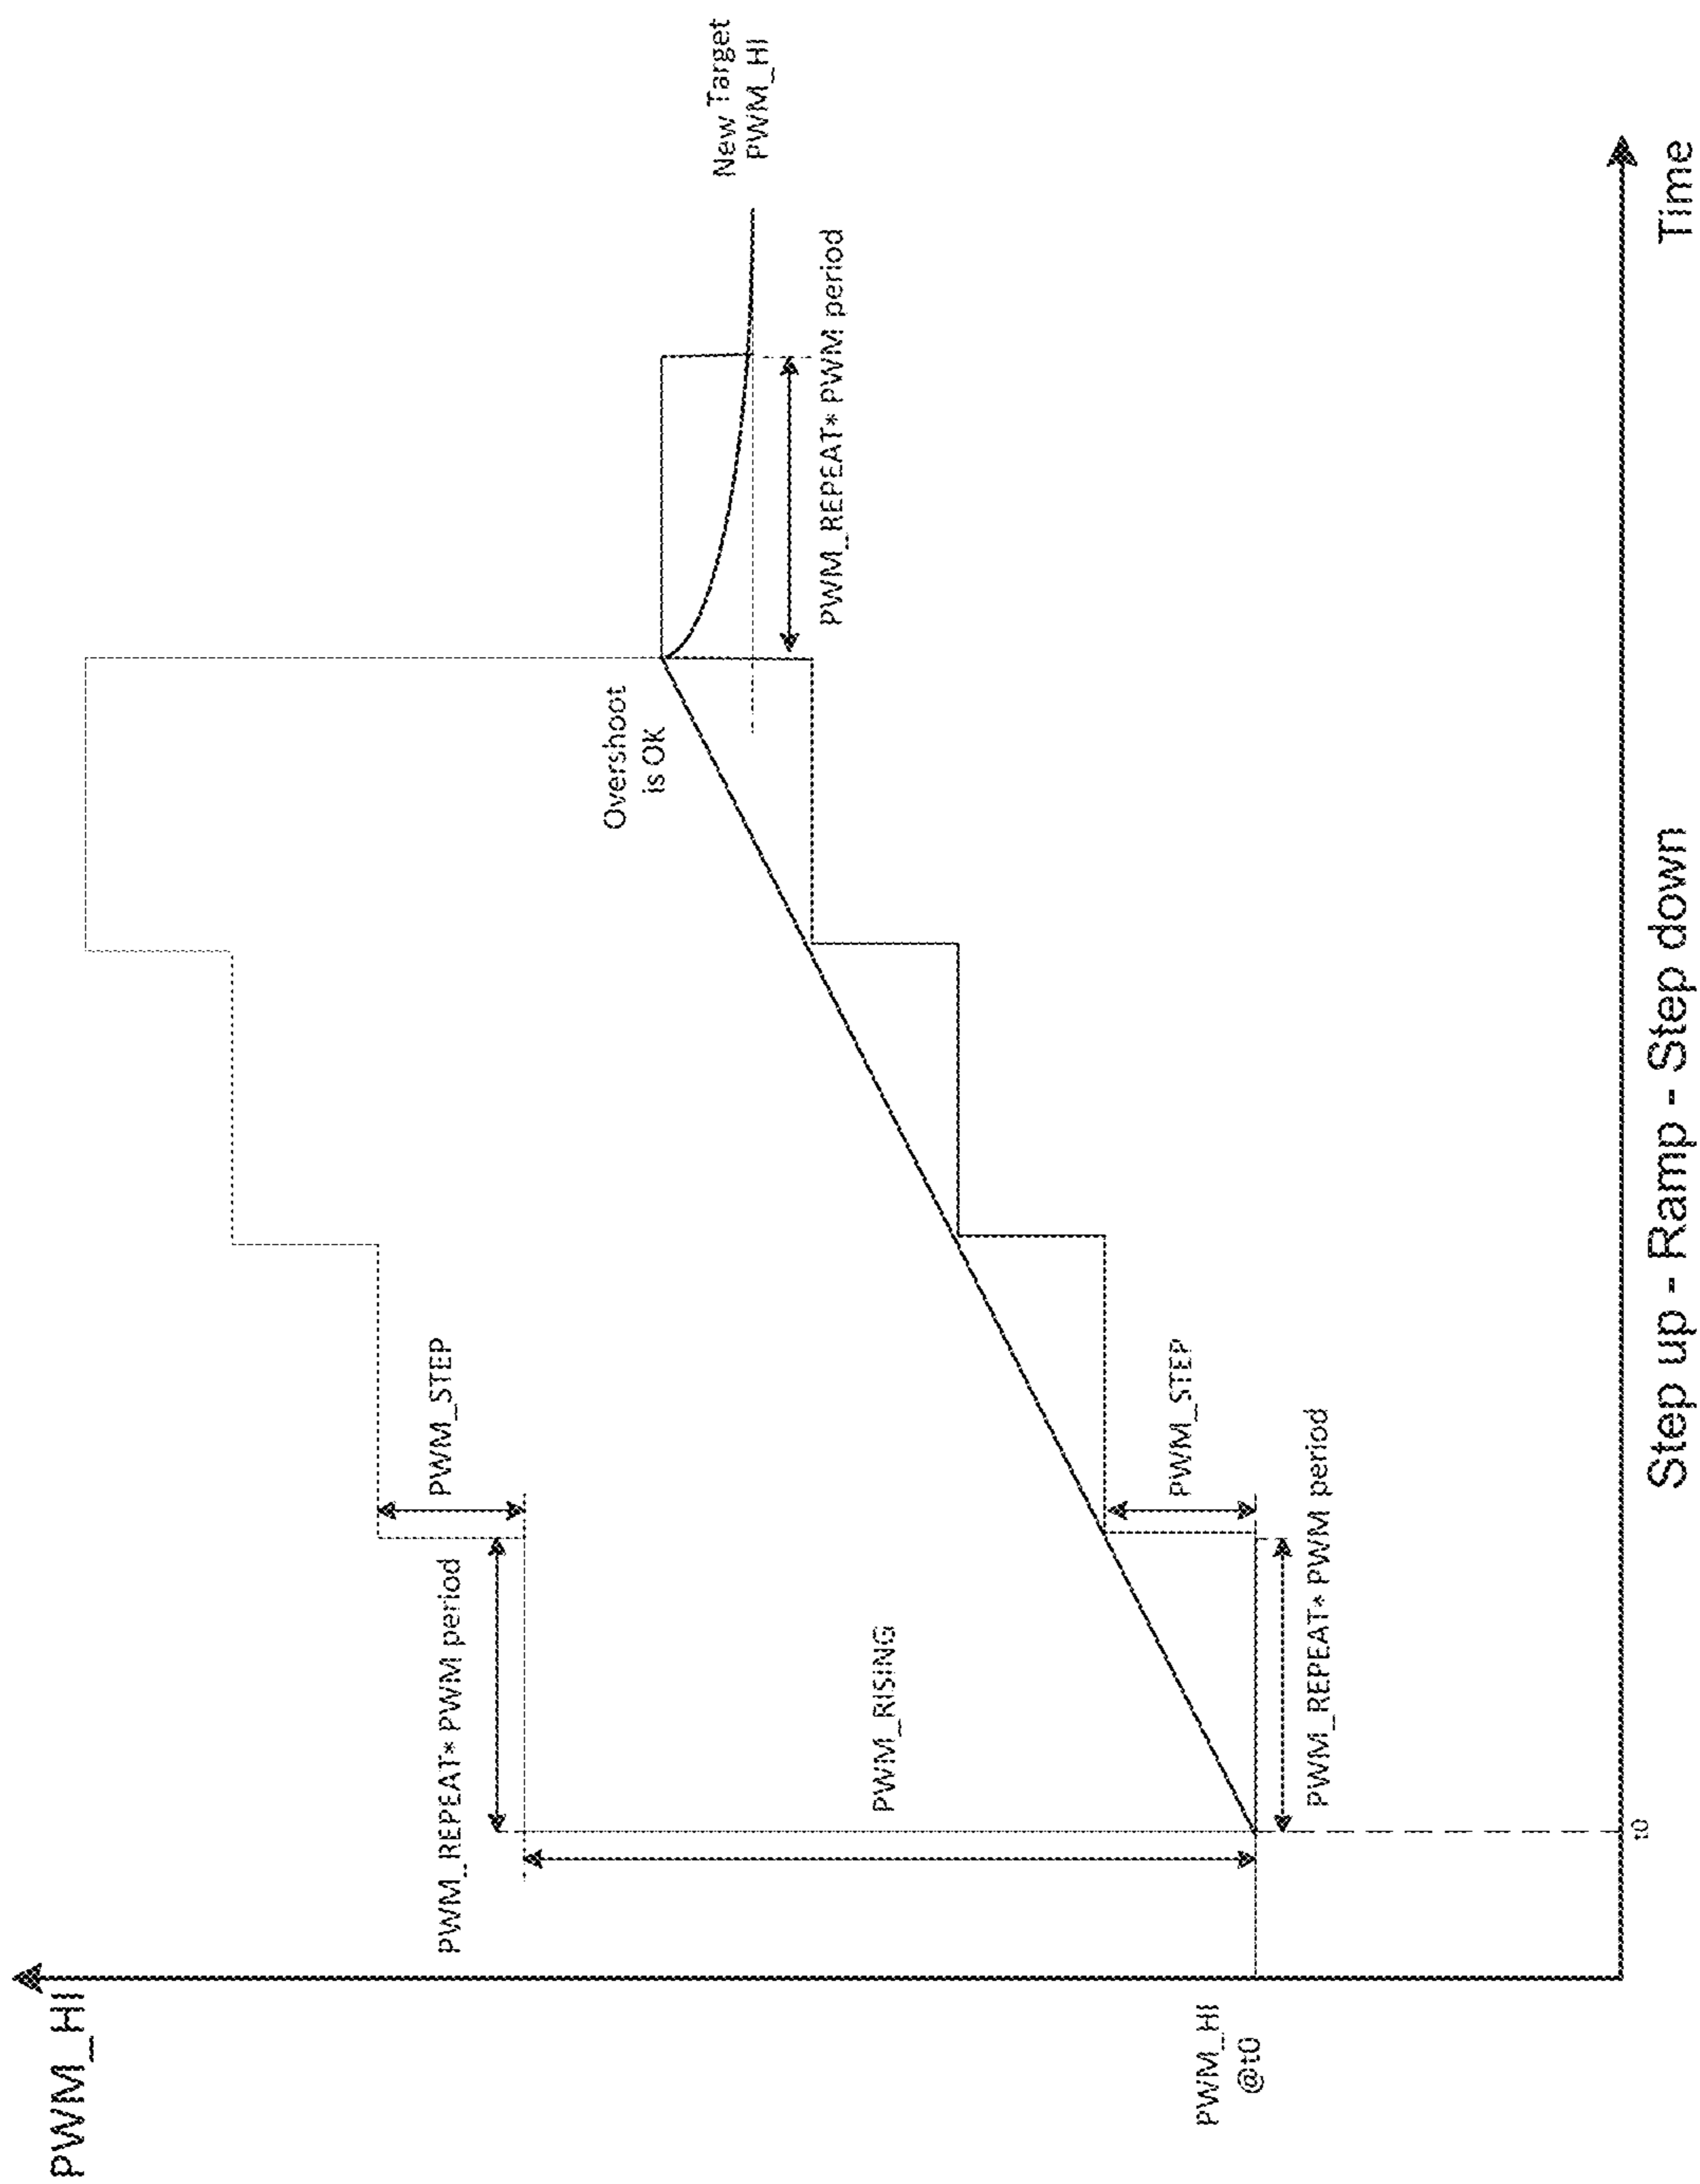 PWM_HI
PWM_REPEAT* PWM period
PWM_STEP
Overshoot
is OK
New Target
PWM_HI
PWM_REPEAT* PWM period
PWM_RISING
PWM_STEP
PWM_HI
@t0
PWM_REPEAT* PWM period
t0
Time
Step up - Ramp - Step down